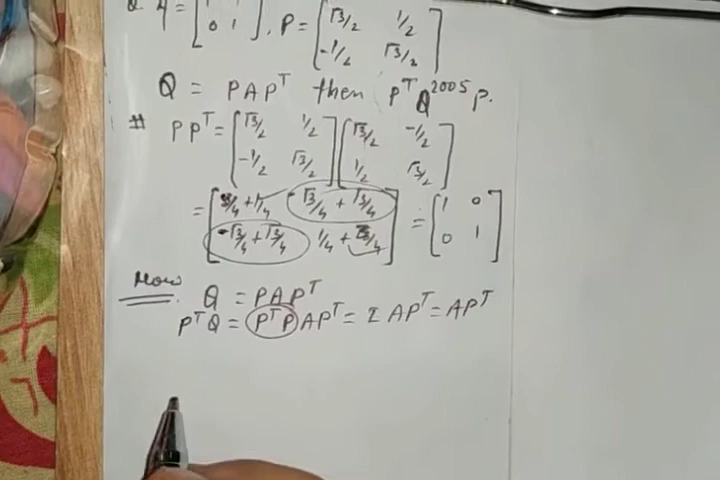 A = [ 0 1 ], P = [ √3/2 1/2 -1/2 √3/2 ]
Q = PAP^T then P^T Q^2005 P.
# PP^T = [ √3/2 1/2 -1/2 √3/2 ] [ √3/2 -1/2 1/2 √3/2 ]
= [ 3/4 + 1/4 -√3/4 + √3/4 -√3/4 + √3/4 1/4 + 3/4 ] = [ 1 0 0 1 ]
Now Q = PAP^T
P^T Q = P^T P AP^T = I AP^T = AP^T